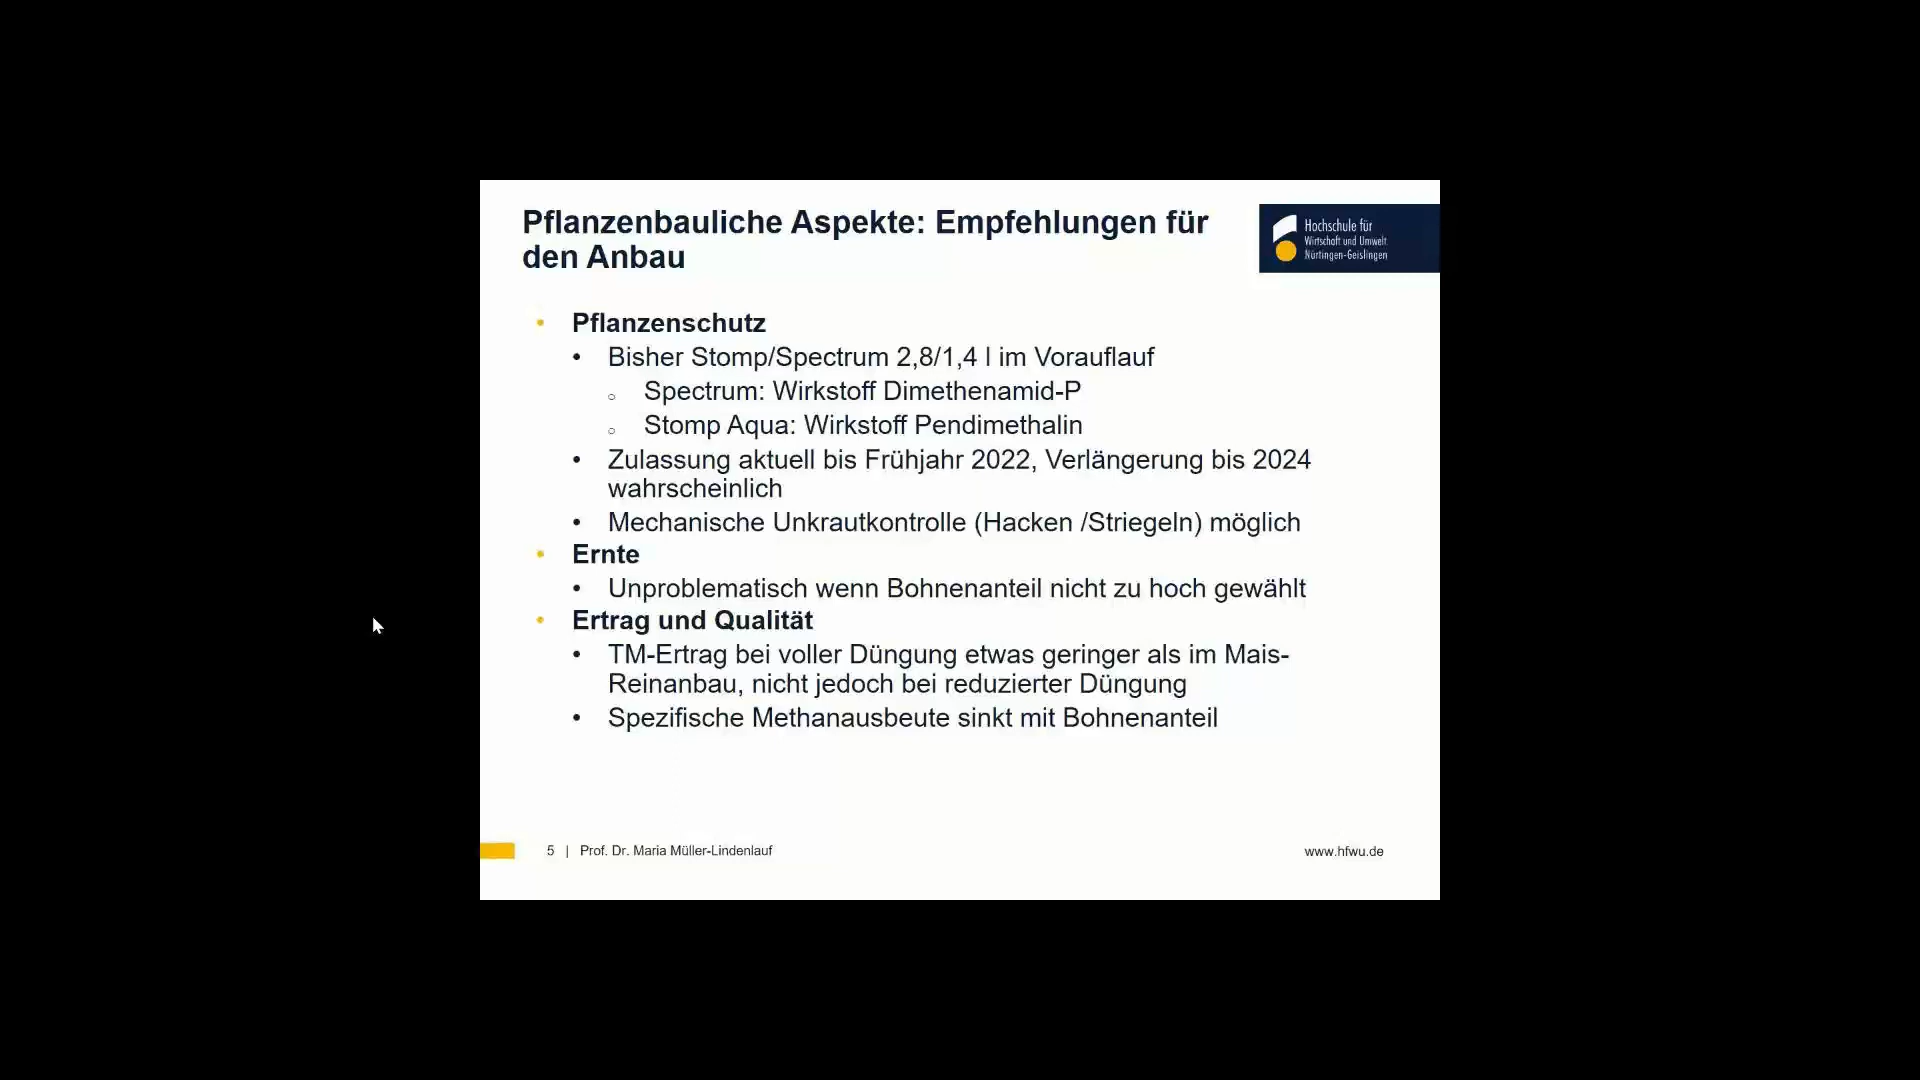 Pflanzenbauliche Aspekte: Empfehlungen für
den Anbau
Hochschule für
Wirtschaft und Umwelt
Nürtingen-Geislingen
• Pflanzenschutz
• Bisher Stomp/Spectrum 2,8/1,4 l im Vorauflauf
○ Spectrum: Wirkstoff Dimethenamid-P
○ Stomp Aqua: Wirkstoff Pendimethalin
• Zulassung aktuell bis Frühjahr 2022, Verlängerung bis 2024
wahrscheinlich
• Mechanische Unkrautkontrolle (Hacken /Striegeln) möglich
• Ernte
• Unproblematisch wenn Bohnenanteil nicht zu hoch gewählt
• Ertrag und Qualität
• TM-Ertrag bei voller Düngung etwas geringer als im Mais-
Reinanbau, nicht jedoch bei reduzierter Düngung
• Spezifische Methanausbeute sinkt mit Bohnenanteil
5 | Prof. Dr. Maria Müller-Lindenlauf
www.hfwu.de